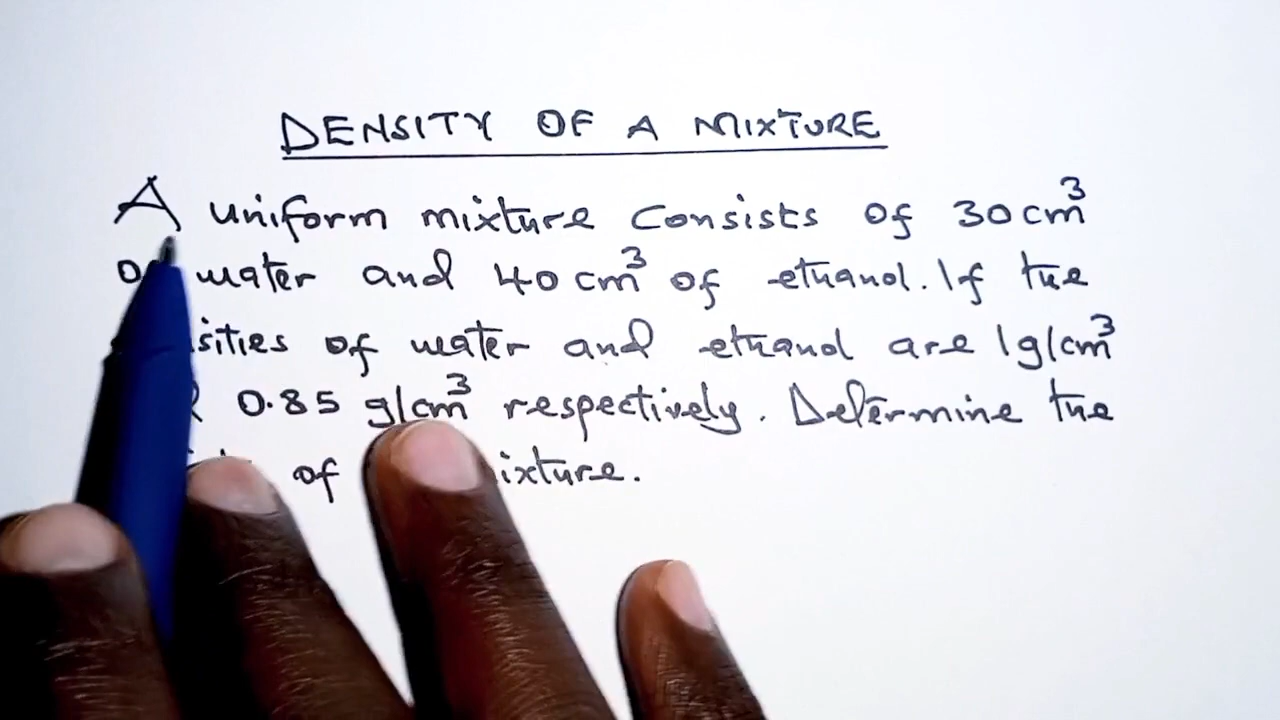 DENSITY OF A MIXTURE
A uniform mixture consists of 30cm³
water and 40cm³ of ethanol. If the
sities of water and ethanol are 1g/cm³
0.85 g/cm³ respectively. Determine the
of ixture.